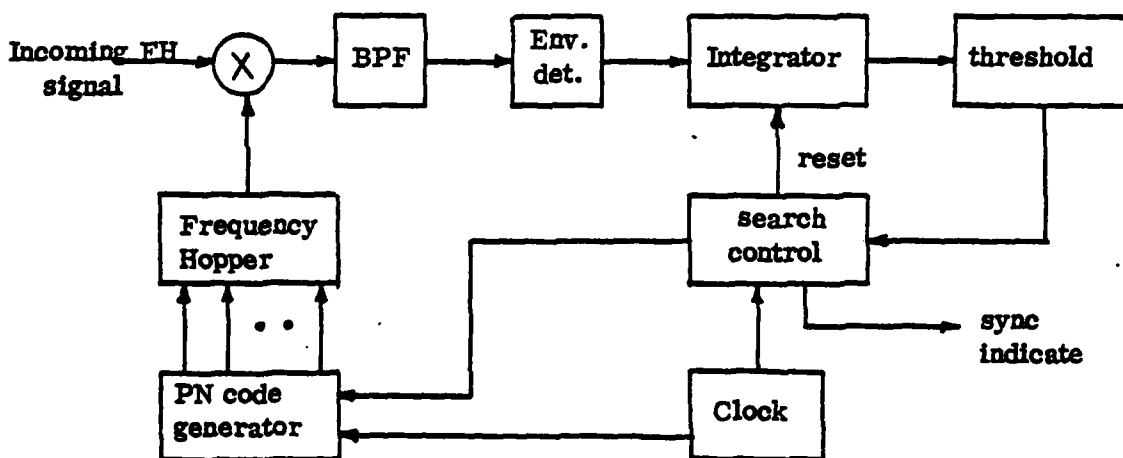 Incoming FH
signal
X
BPF
Env.
det.
Integrator
threshold
reset
Frequency
Hopper
search
control
sync
indicate
PN code
generator
Clock